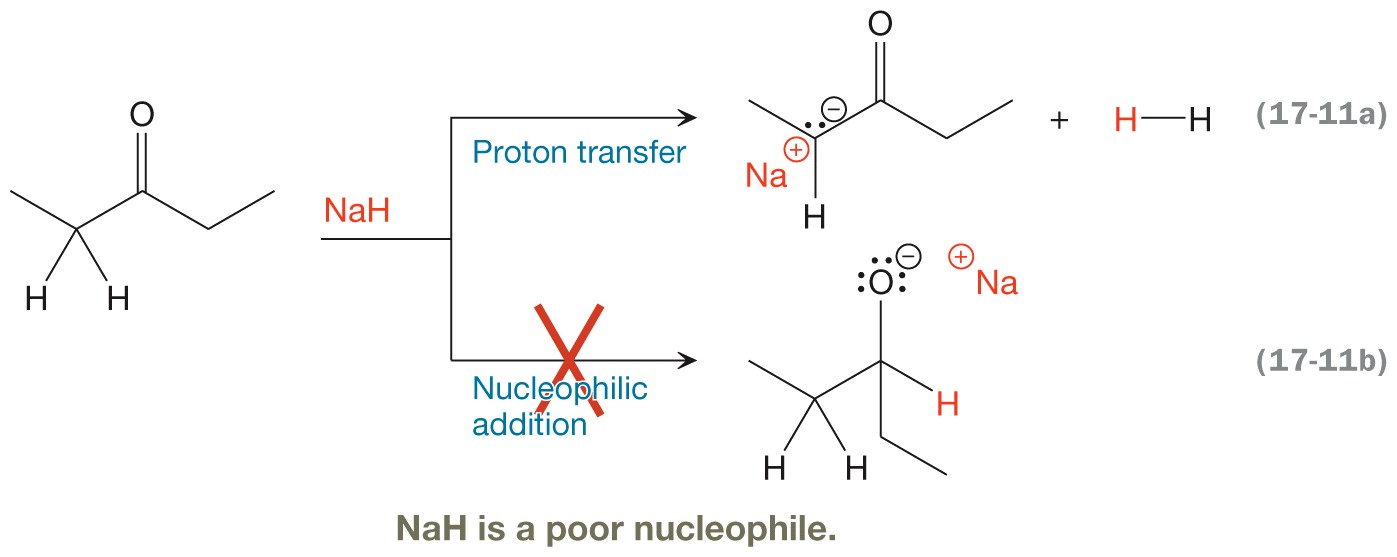 O
H H
NaH
Proton transfer
O
⊖
⊕
Na
H
+ H—H (17-11a)
Nucleophilic
addition
:Ö: ⊖ ⊕
Na
H
H H
(17-11b)
NaH is a poor nucleophile.